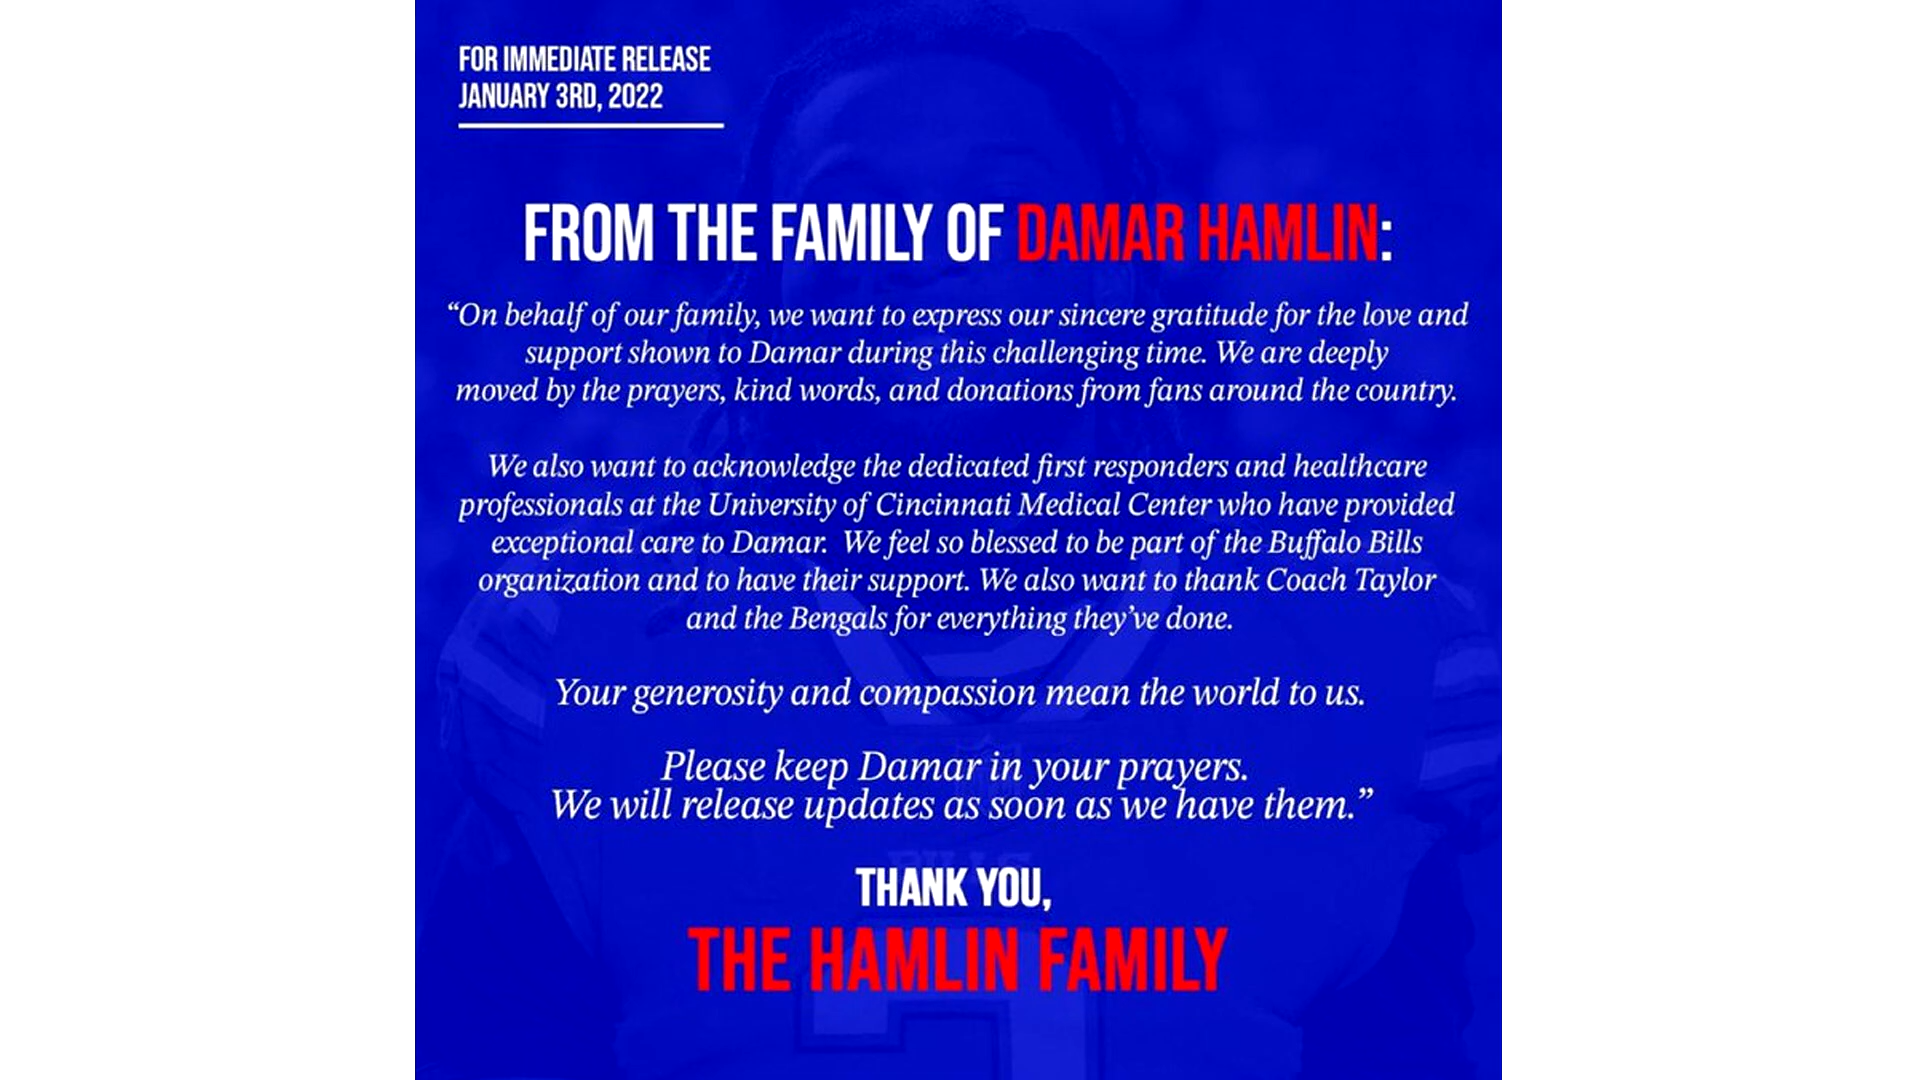 FOR IMMEDIATE RELEASE
JANUARY 3RD, 2022
FROM THE FAMILY OF DAMAR HAMLIN:
“On behalf of our family, we want to express our sincere gratitude for the love and
support shown to Damar during this challenging time. We are deeply
moved by the prayers, kind words, and donations from fans around the country.
We also want to acknowledge the dedicated first responders and healthcare
professionals at the University of Cincinnati Medical Center who have provided
exceptional care to Damar. We feel so blessed to be part of the Buffalo Bills
organization and to have their support. We also want to thank Coach Taylor
and the Bengals for everything they’ve done.
Your generosity and compassion mean the world to us.
Please keep Damar in your prayers.
We will release updates as soon as we have them.”
BILLS
THANK YOU,
THE HAMLIN FAMILY